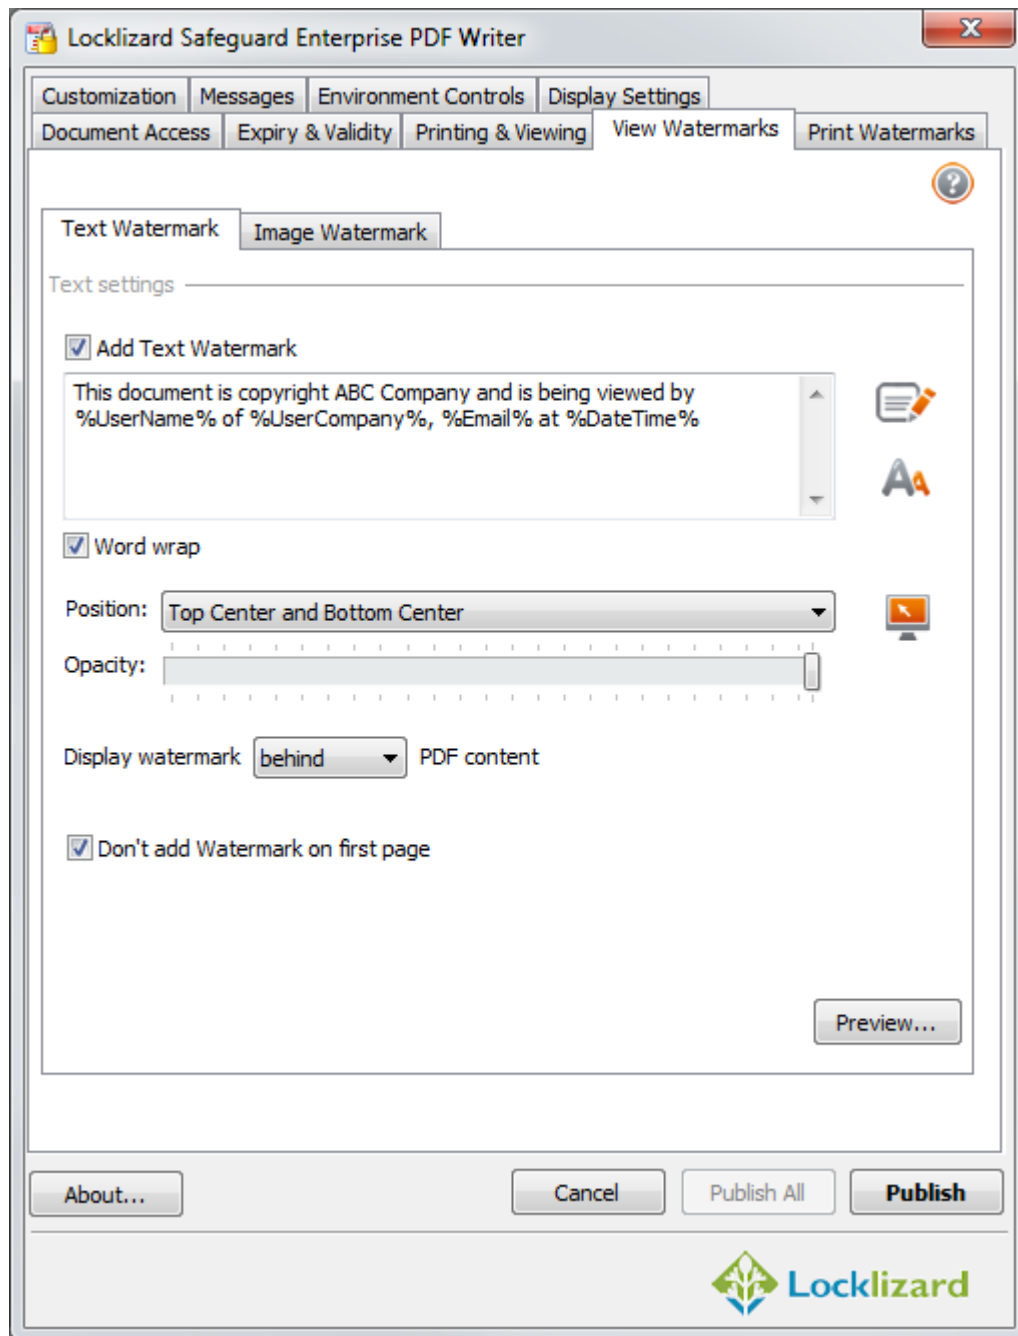 Locklizard Safeguard Enterprise PDF Writer
X
Customization Messages Environment Controls Display Settings
Document Access Expiry & Validity Printing & Viewing View Watermarks Print Watermarks
?
Text Watermark Image Watermark
Text settings
Add Text Watermark
This document is copyright ABC Company and is being viewed by
%UserName% of %UserCompany%, %Email% at %DateTime%
AA
Word wrap
Position: Top Center and Bottom Center
Opacity:
Display watermark behind PDF content
Don't add Watermark on first page
Preview...
About... Cancel Publish All Publish
Locklizard